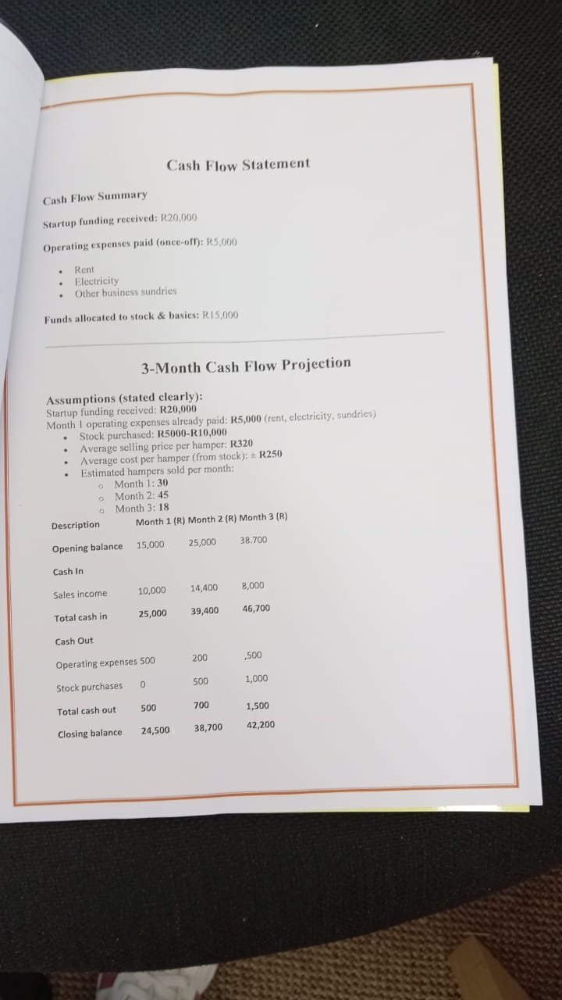 Cash Flow Statement
Cash Flow Summary
Startup funding received: R20,000
Operating expenses paid (once-off): R5,000
• Rent
• Electricity
• Other business sundries
Funds allocated to stock & basics: R15,000
3-Month Cash Flow Projection
Assumptions (stated clearly):
Startup funding received: R20,000
Month 1 operating expenses already paid: R5,000 (rent, electricity, sundries)
• Stock purchased: R5000-R10,000
• Average selling price per hamper: R320
• Average cost per hamper (from stock): ± R250
• Estimated hampers sold per month:
○ Month 1: 30
○ Month 2: 45
○ Month 3: 18
Description Month 1 (R) Month 2 (R) Month 3 (R)
Opening balance 15,000 25,000 38.700
Cash In
Sales income 10,000 14,400 8,000
Total cash in 25,000 39,400 46,700
Cash Out
Operating expenses 500 200 ,500
Stock purchases 0 500 1,000
Total cash out 500 700 1,500
Closing balance 24,500 38,700 42,200